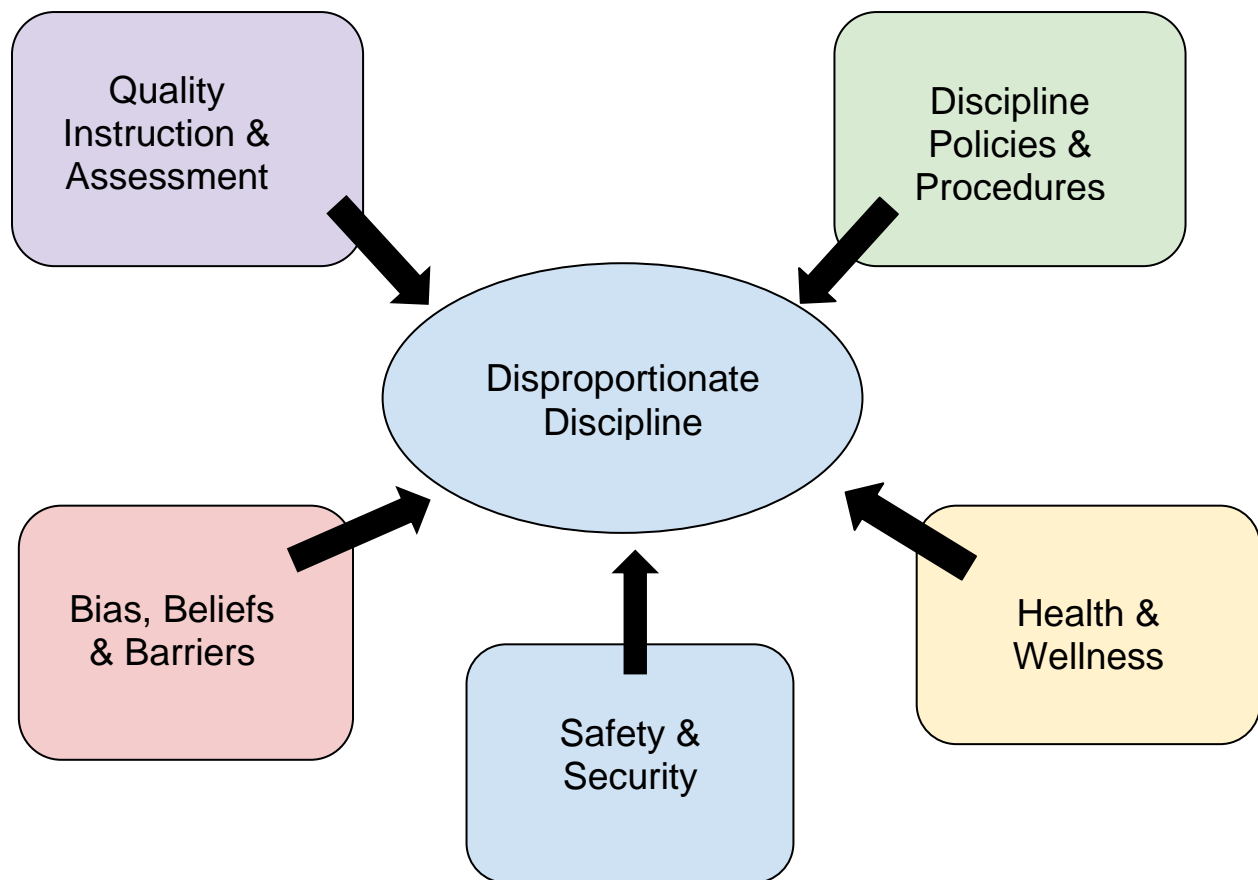 Quality
Instruction &
Assessment
Discipline
Policies &
Procedures
Disproportionate
Discipline
Bias, Beliefs
& Barriers
Safety &
Security
Health &
Wellness